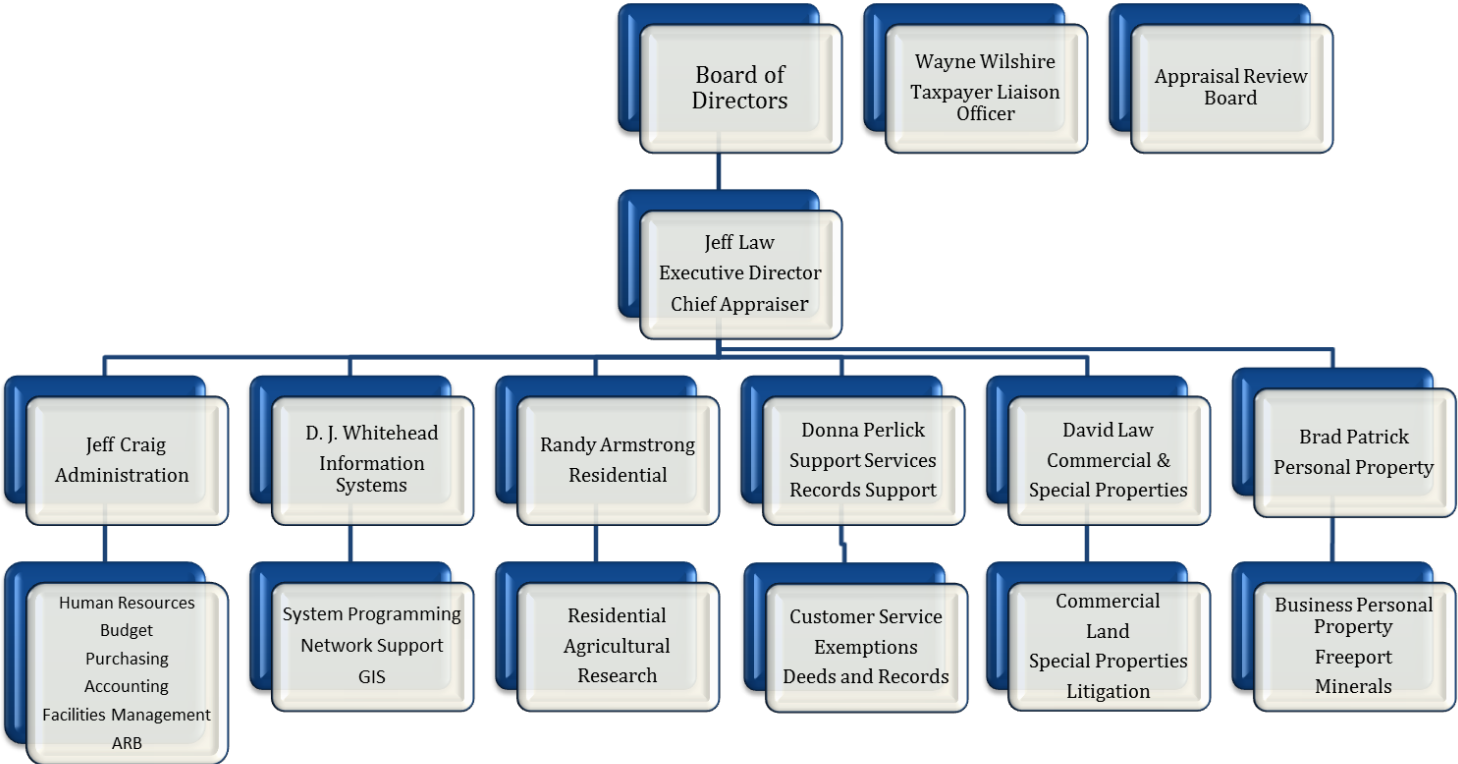 Board of
Directors
Wayne Wilshire
Taxpayer Liaison
Officer
Appraisal Review
Board
Jeff Law
Executive Director
Chief Appraiser
Jeff Craig
Administration
D. J. Whitehead
Information
Systems
Randy Armstrong
Residential
Donna Perlick
Support Services
Records Support
David Law
Commercial &
Special Properties
Brad Patrick
Personal Property
Human Resources
Budget
Purchasing
Accounting
Facilities Management
ARB
System Programming
Network Support
GIS
Residential
Agricultural
Research
Customer Service
Exemptions
Deeds and Records
Commercial
Land
Special Properties
Litigation
Business Personal
Property
Freeport
Minerals